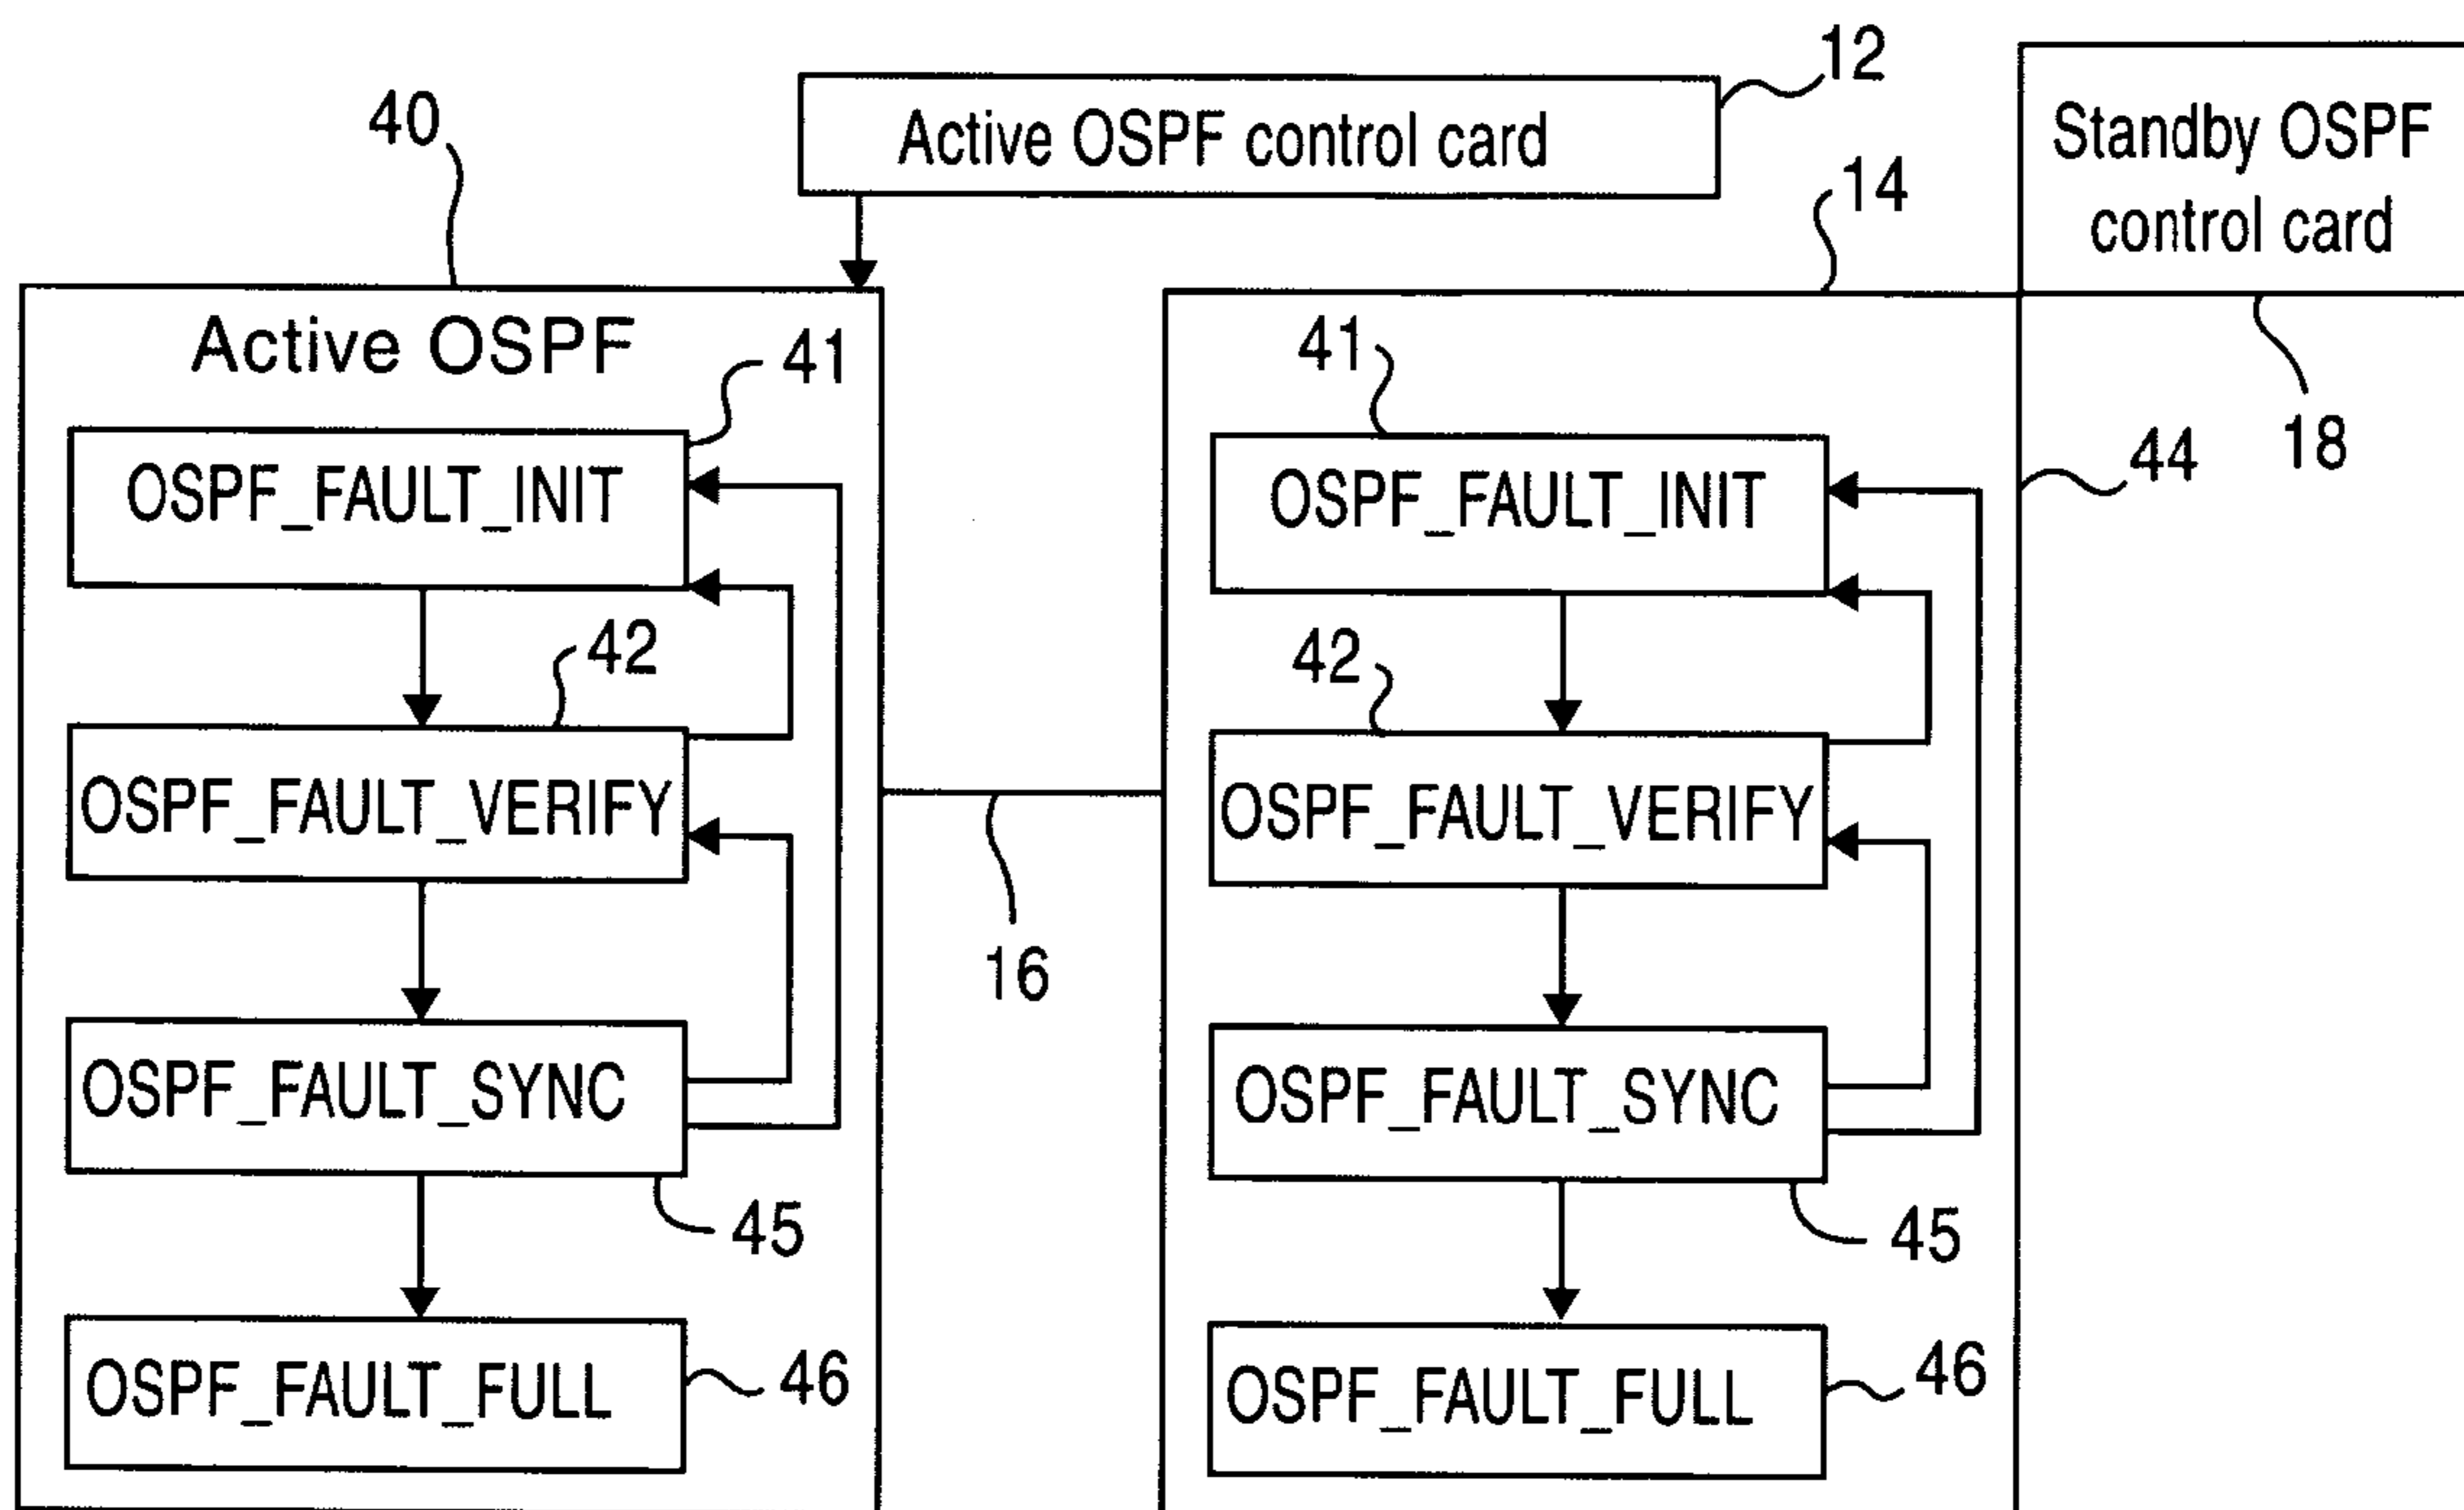 12
Active OSPF control card
40
14
Standby OSPF
control card
18
44
Active OSPF
41
OSPF_FAULT_INIT
42
OSPF_FAULT_VERIFY
OSPF_FAULT_SYNC
45
OSPF_FAULT_FULL
46
16
41
OSPF_FAULT_INIT
42
OSPF_FAULT_VERIFY
OSPF_FAULT_SYNC
45
OSPF_FAULT_FULL
46